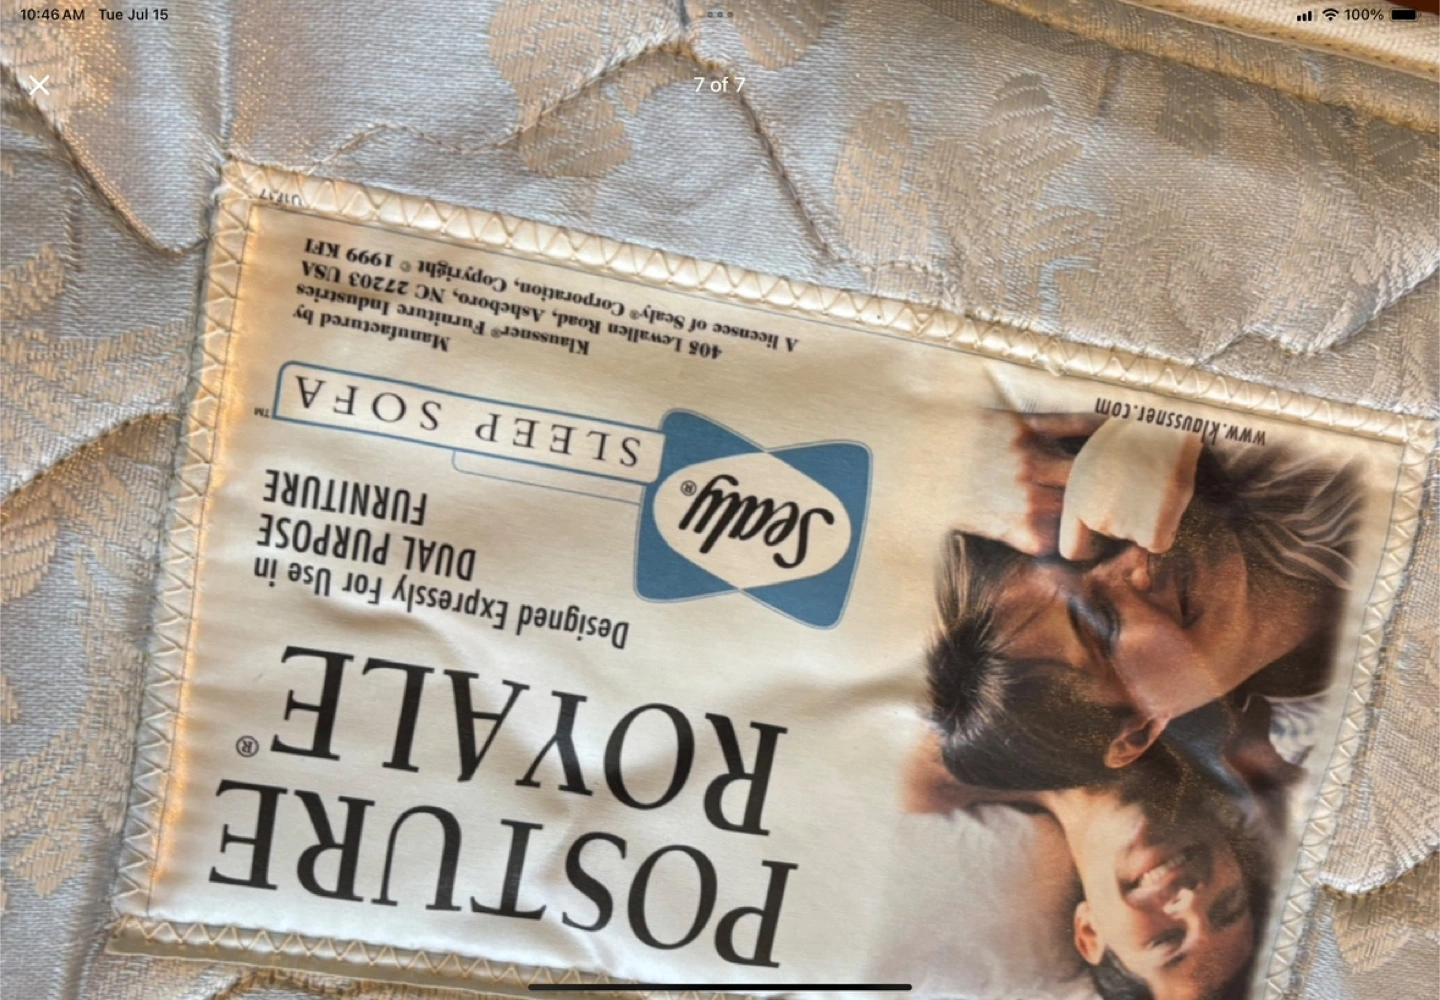 10:46 AM Tue Jul 15
100%
7 of 7
POSTURE
ROYALE®
Designed Expressly For Use in
DUAL PURPOSE
FURNITURE
Sealy®
SLEEP SOFA™
Manufactured by
Klaussner® Furniture Industries
405 Lewallen Road, Asheboro, NC 27203 USA
A licensee of Sealy® Corporation, Copyright © 1999 KFI
www.klaussner.com